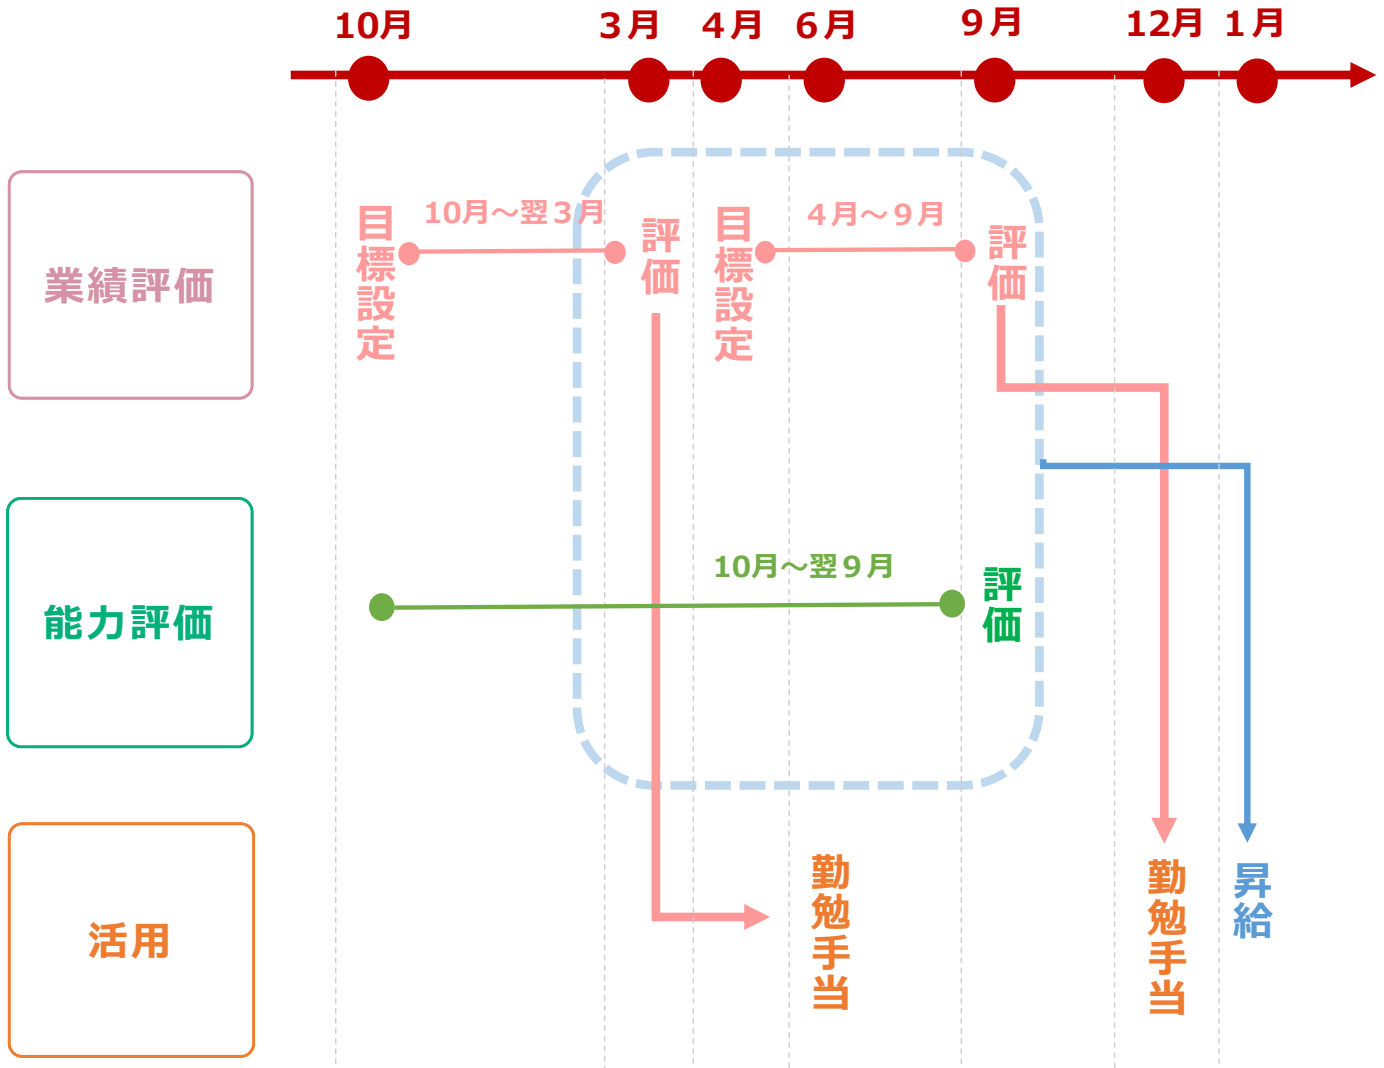 10月
３月
４月
６月
９月
12月
１月
業績評価
目標設定
10月～翌３月
評価
目標設定
４月～９月
評価
能力評価
10月～翌９月
評価
活用
勤勉手当
勤勉手当
昇給